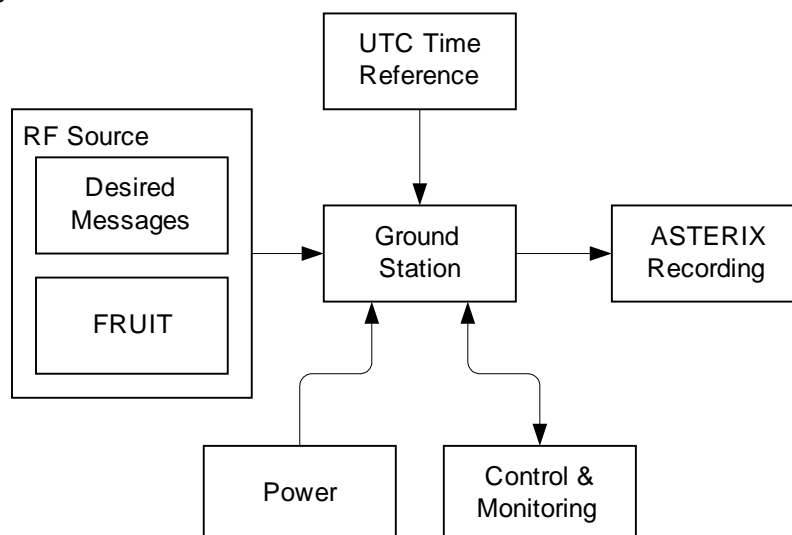 UTC Time
Reference
RF Source
Desired
Messages
FRUIT
Ground
Station
ASTERIX
Recording
Power
Control &
Monitoring